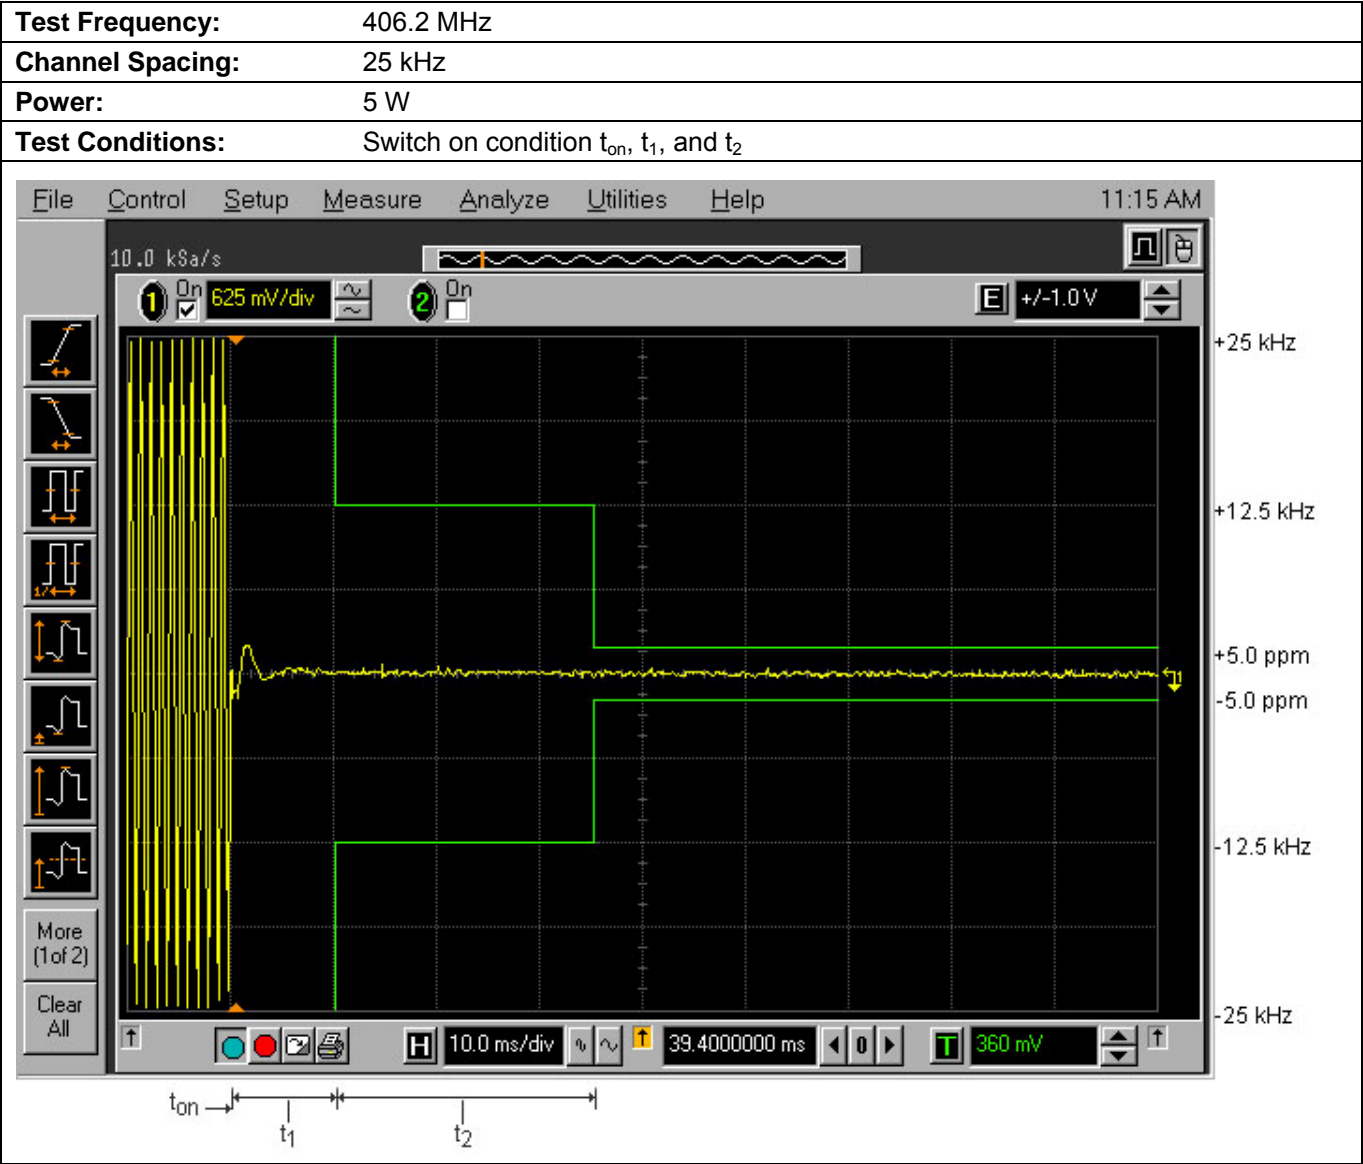 Test Frequency: 406.2 MHz
Channel Spacing: 25 kHz
Power: 5 W
Test Conditions: Switch on condition ton, t1, and t2
File Control Setup Measure Analyze Utilities Help 11:15 AM
10.0 kSa/s
1 On 625 mV/div 2 On E +/-1.0 V
+25 kHz
+12.5 kHz
+5.0 ppm
-5.0 ppm
-12.5 kHz
-25 kHz
1/
More
(1of 2)
Clear
All
H 10.0 ms/div 39.4000000 ms 0 T 360 mV
ton t1 t2